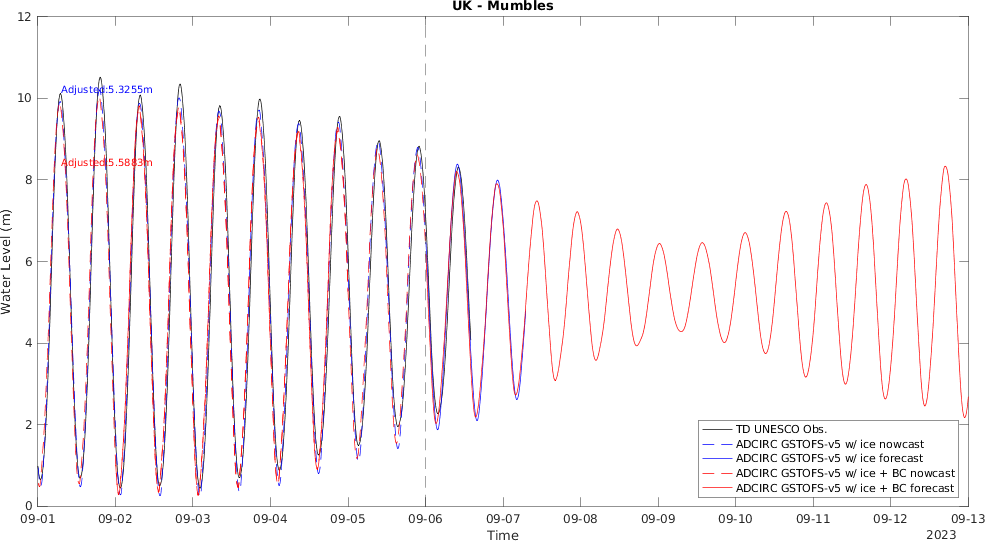 UK - Mumbles
12
10
8
6
4
2
0
Water Level (m)
Adjusted:5.3255m
Adjusted:5.5883m
TD UNESCO Obs.
ADCIRC GSTOFS-v5 w/ ice nowcast
ADCIRC GSTOFS-v5 w/ ice forecast
ADCIRC GSTOFS-v5 w/ ice + BC nowcast
ADCIRC GSTOFS-v5 w/ ice + BC forecast
09-01 09-02 09-03 09-04 09-05 09-06 09-07 09-08 09-09 09-10 09-11 09-12 09-13
Time
2023